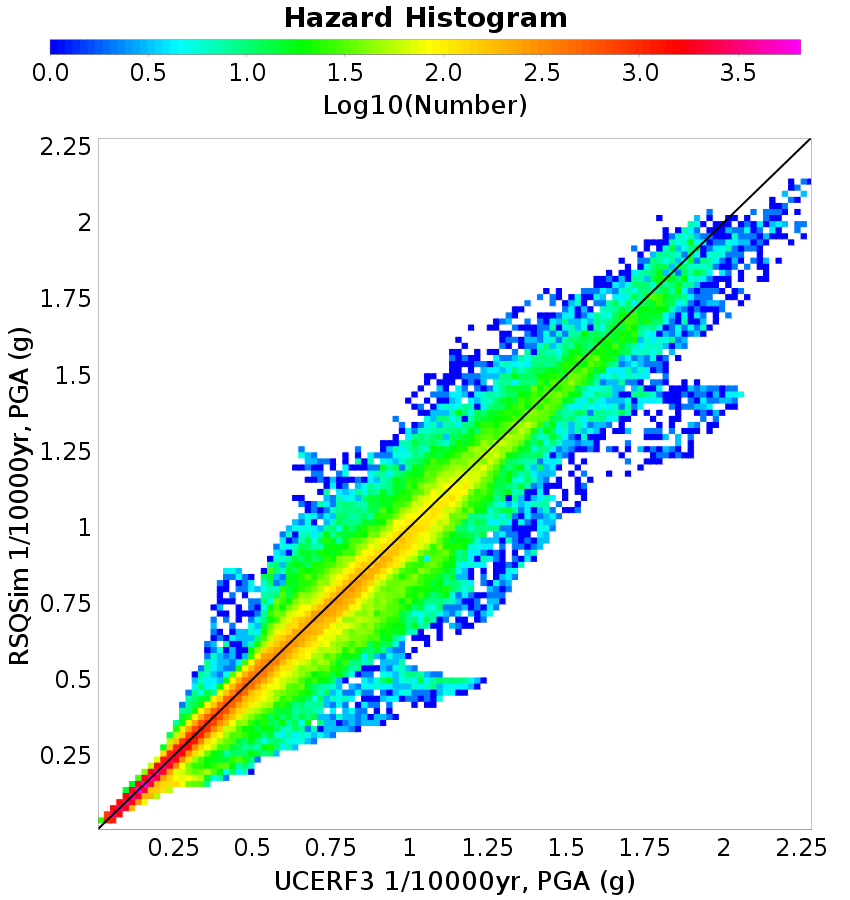 Hazard Histogram
0.0 0.5 1.0 1.5 2.0 2.5 3.0 3.5
Log10(Number)
2.25
2
1.75
1.5
1.25
1
0.75
0.5
0.25
RSQSim 1/10000yr, PGA (g)
0.25 0.5 0.75 1 1.25 1.5 1.75 2 2.25
UCERF3 1/10000yr, PGA (g)